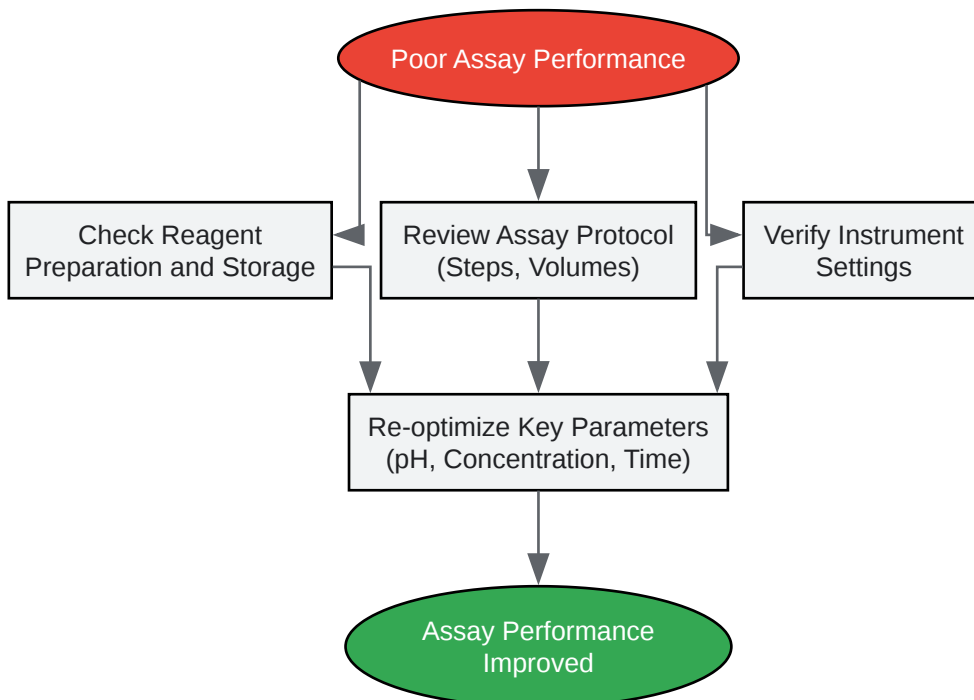 Poor Assay Performance
Check Reagent
Preparation and Storage
Review Assay Protocol
(Steps, Volumes)
Verify Instrument
Settings
Re-optimize Key Parameters
(pH, Concentration, Time)
Assay Performance
Improved